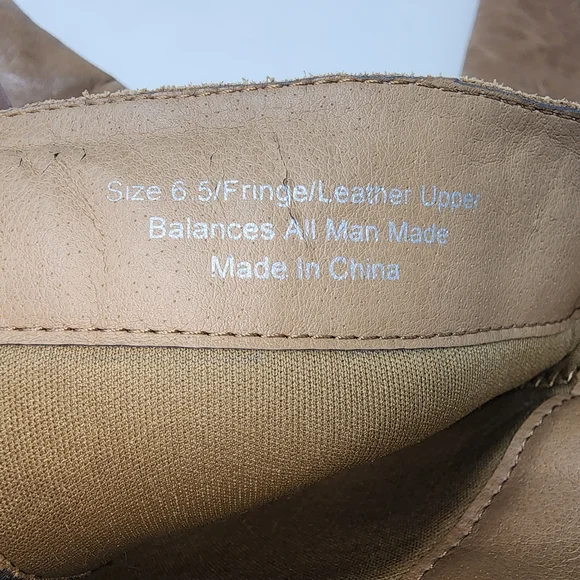 Size 6.5/Fringe/Leather Upper
Balances All Man Made
Made In China